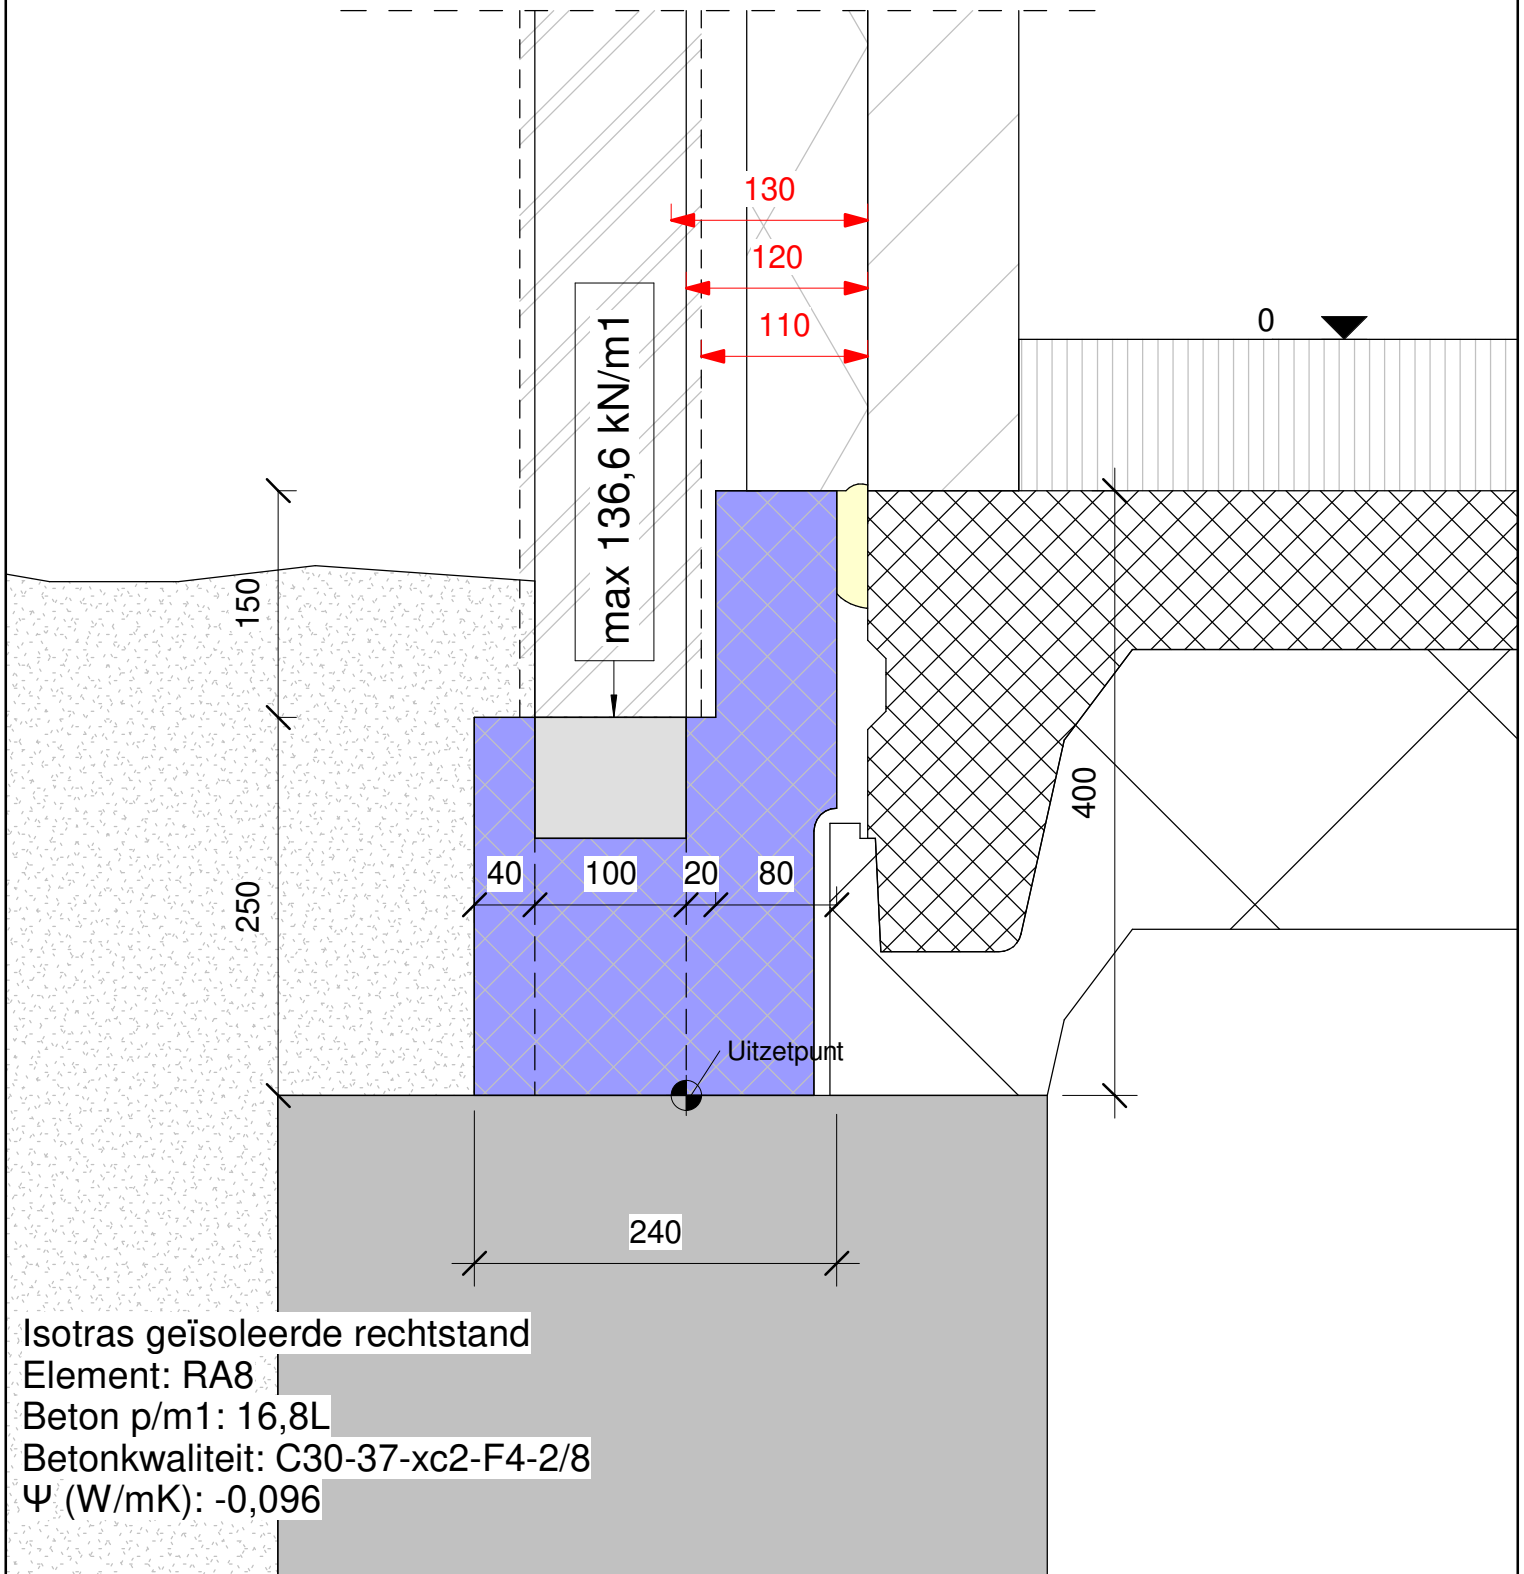 130
120
110
0
max 136,6 kN/m1
150
400
40
100
20
80
250
Uitzetpunt
240
Isotras geïsoleerde rechtstand
Element: RA8
Beton p/m1: 16,8L
Betonkwaliteit: C30-37-xc2-F4-2/8
Ψ (W/mK): -0,096